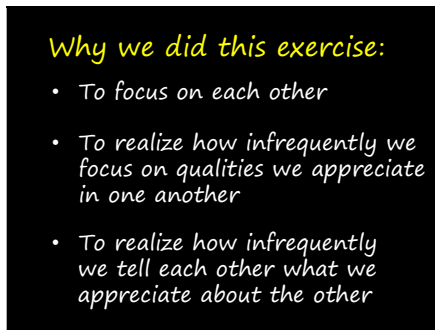 Why we did this exercise:
• To focus on each other
• To realize how infrequently we
focus on qualities we appreciate
in one another
• To realize how infrequently
we tell each other what we
appreciate about the other